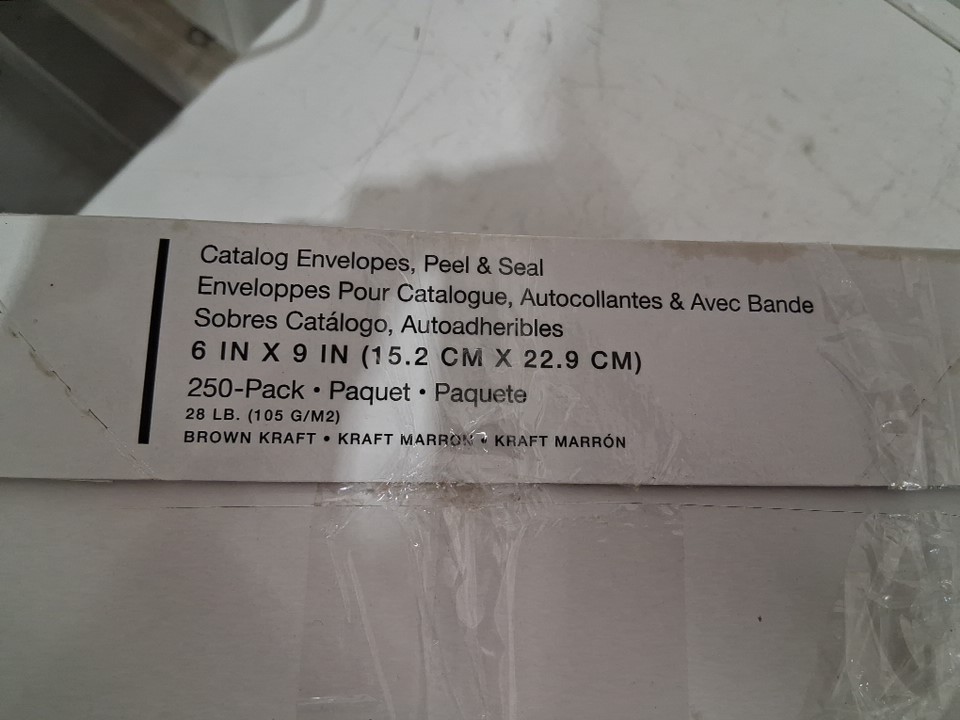 Catalog Envelopes, Peel & Seal
Enveloppes Pour Catalogue, Autocollantes & Avec Bande
Sobres Catálogo, Autoadheribles
6 IN X 9 IN (15.2 CM X 22.9 CM)
250-Pack • Paquet • Paquete
28 LB. (105 G/M2)
BROWN KRAFT • KRAFT MARRON • KRAFT MARRÓN